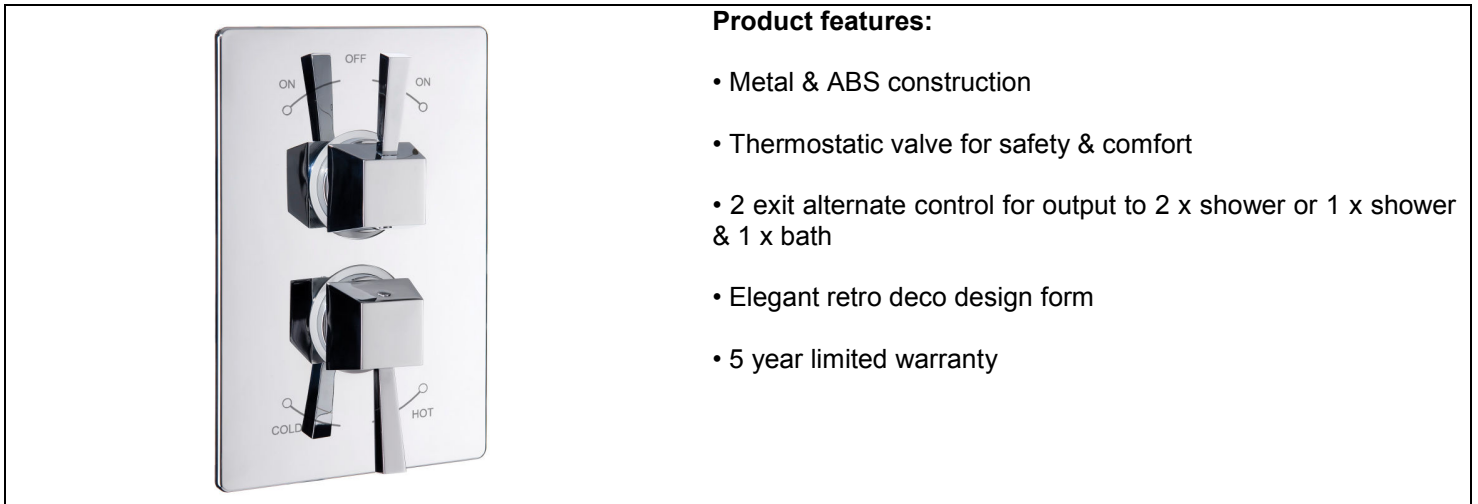 Product features:
• Metal & ABS construction
• Thermostatic valve for safety & comfort
• 2 exit alternate control for output to 2 x shower or 1 x shower
& 1 x bath
• Elegant retro deco design form
• 5 year limited warranty
OFF
ON
ON
COLD
HOT